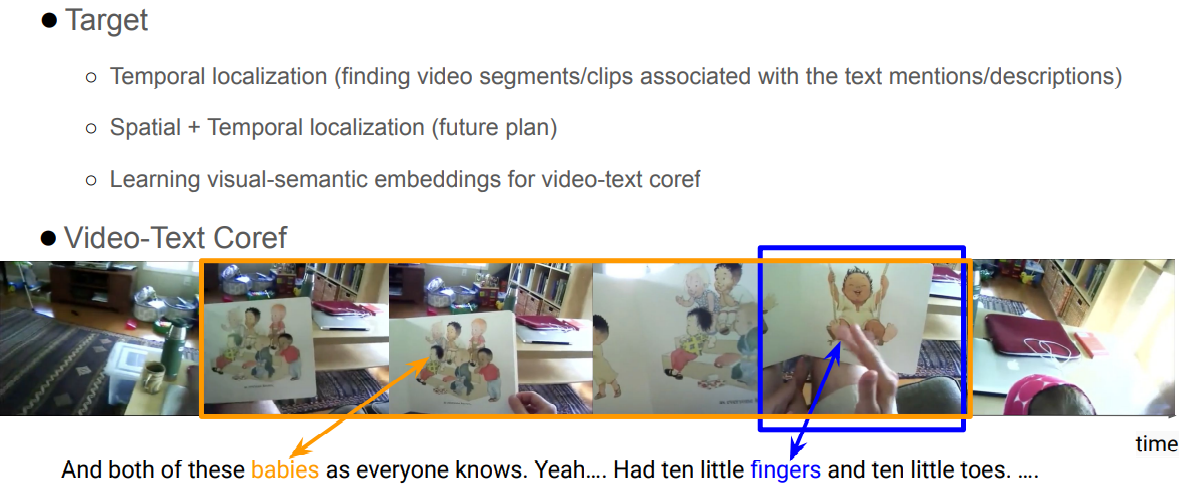 Target
Temporal localization (finding video segments/clips associated with the text mentions/descriptions)
Spatial + Temporal localization (future plan)
Learning visual-semantic embeddings for video-text coref
Video-Text Coref
time
And both of these babies as everyone knows. Yeah.... Had ten little fingers and ten little toes. ....